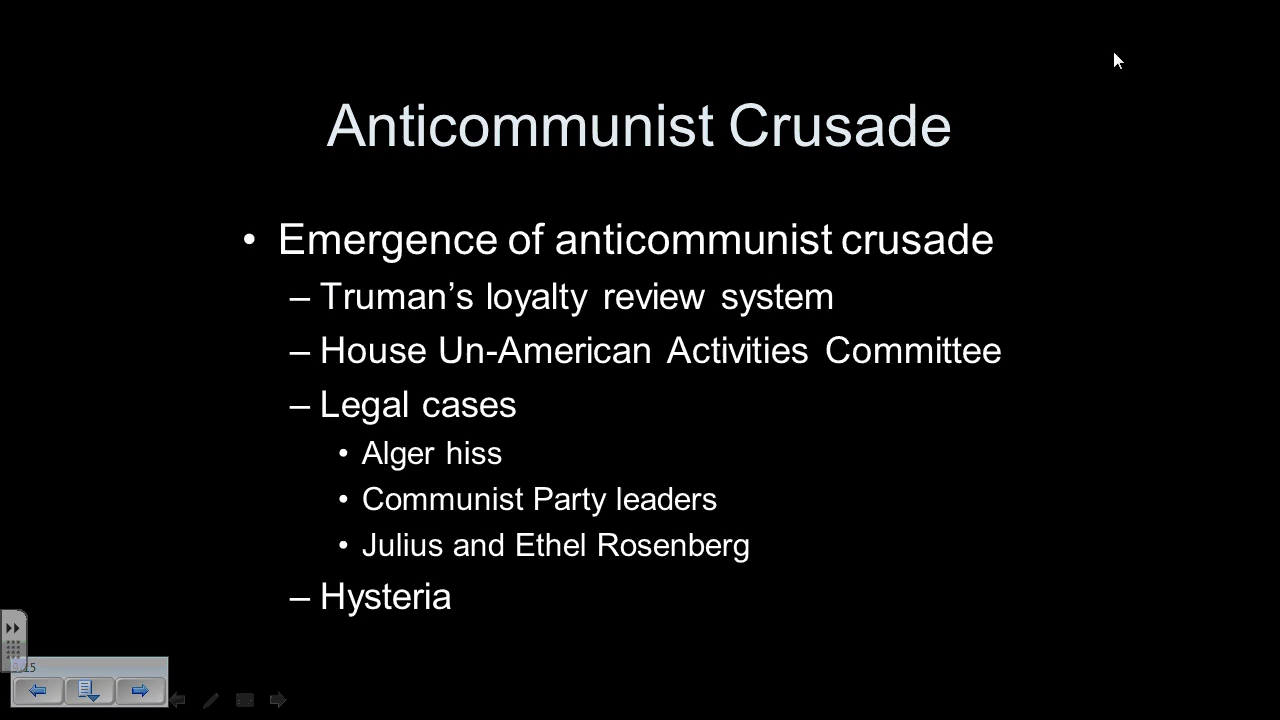 Anticommunist Crusade
• Emergence of anticommunist crusade
– Truman’s loyalty review system
– House Un-American Activities Committee
– Legal cases
• Alger hiss
• Communist Party leaders
• Julius and Ethel Rosenberg
– Hysteria